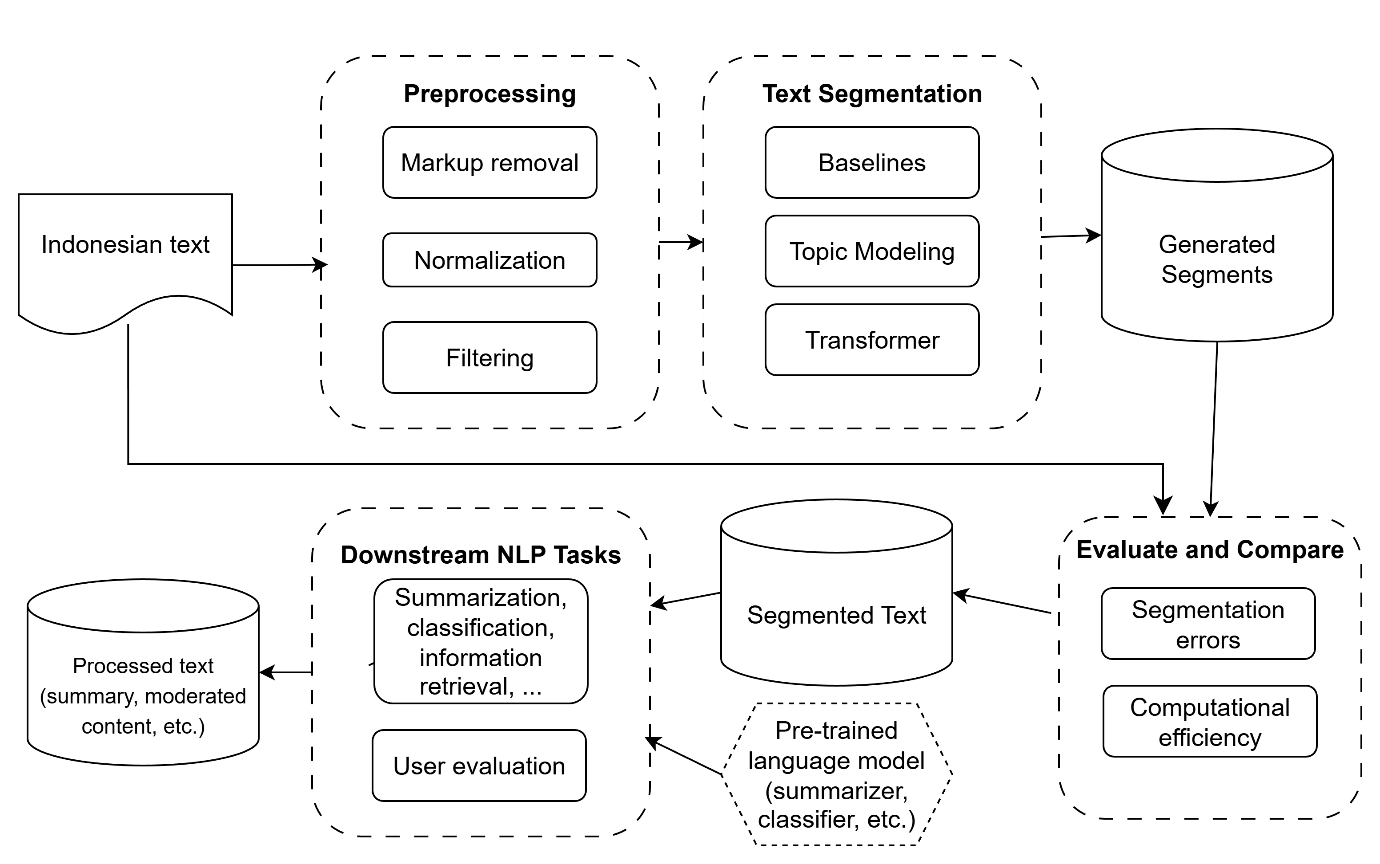 Preprocessing
Markup removal
Normalization
Filtering
Text Segmentation
Baselines
Topic Modeling
Transformer
Indonesian text
Generated
Segments
Evaluate and Compare
Segmentation
errors
Computational
efficiency
Segmented Text
Pre-trained
language model
(summarizer,
classifier, etc.)
Downstream NLP Tasks
Summarization,
classification,
information
retrieval, ...
User evaluation
Processed text
(summary, moderated
content, etc.)